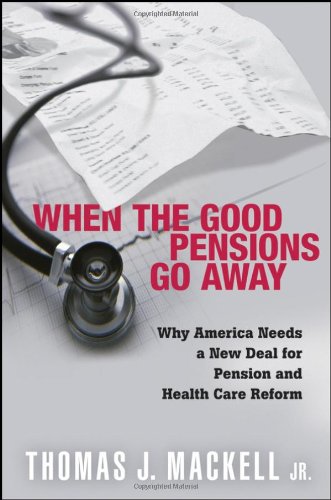 WHEN THE GOOD
PENSIONS
GO AWAY
Why America Needs
a New Deal for
Pension and
Health Care Reform
THOMAS J. MACKELL JR.